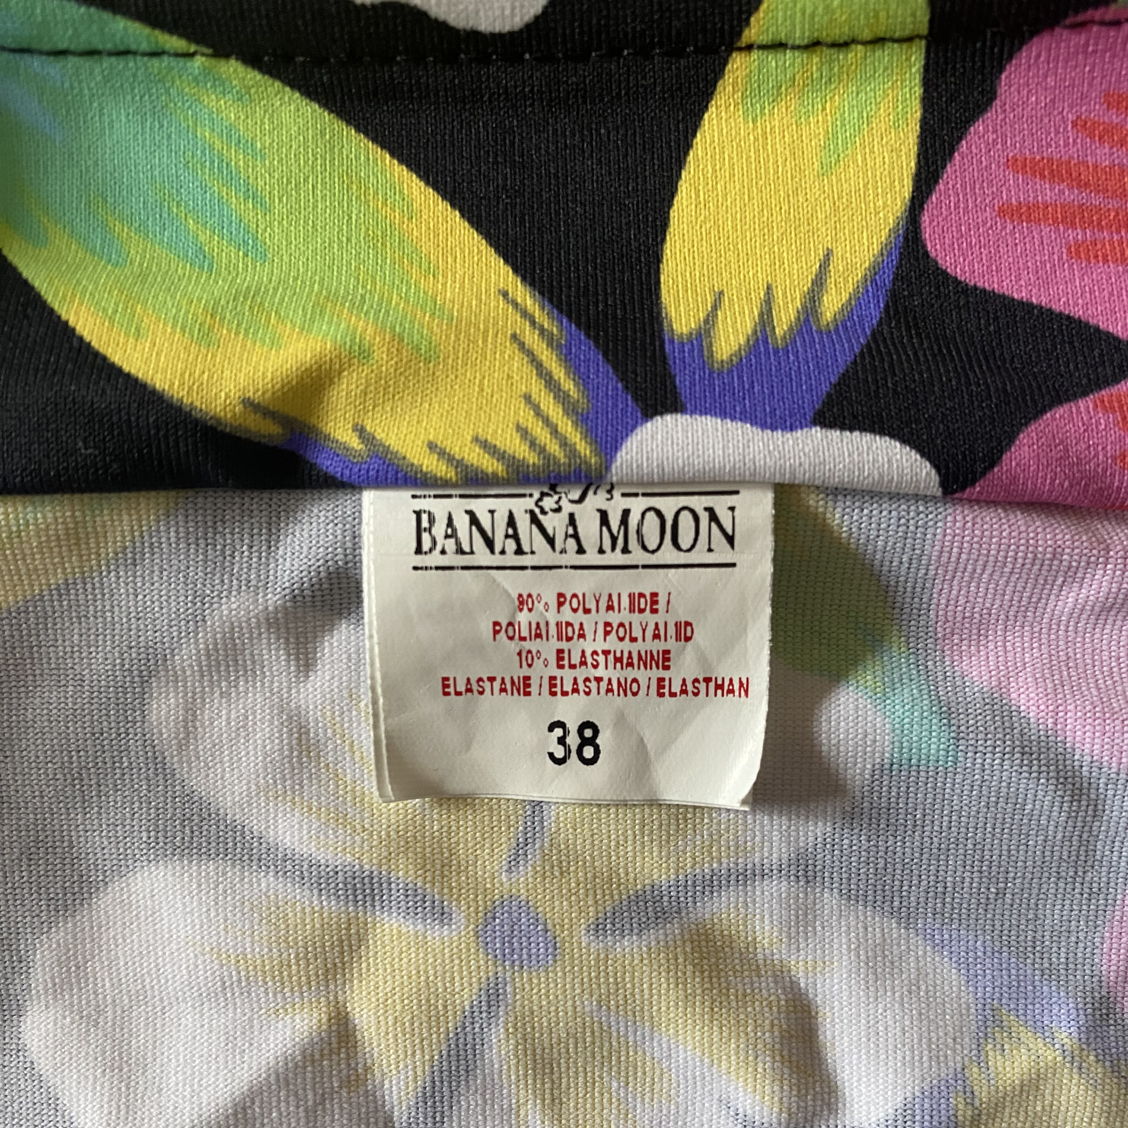 BANANA MOON
90% POLYAMIDE /
POLIAMIDA / POLYAMID
10% ELASTHANNE
ELASTANE / ELASTANO / ELASTHAN
38